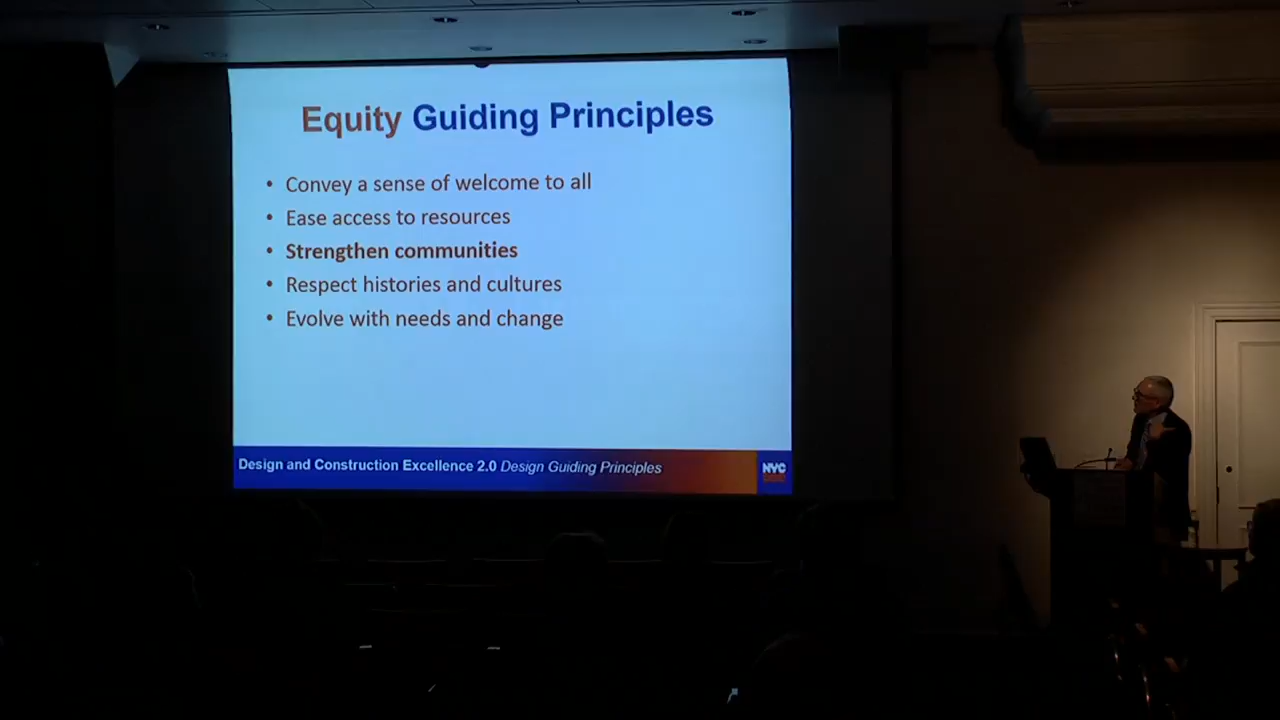 Equity Guiding Principles
• Convey a sense of welcome to all
• Ease access to resources
• Strengthen communities
• Respect histories and cultures
• Evolve with needs and change
Design and Construction Excellence 2.0 Design Guiding Principles
NYC